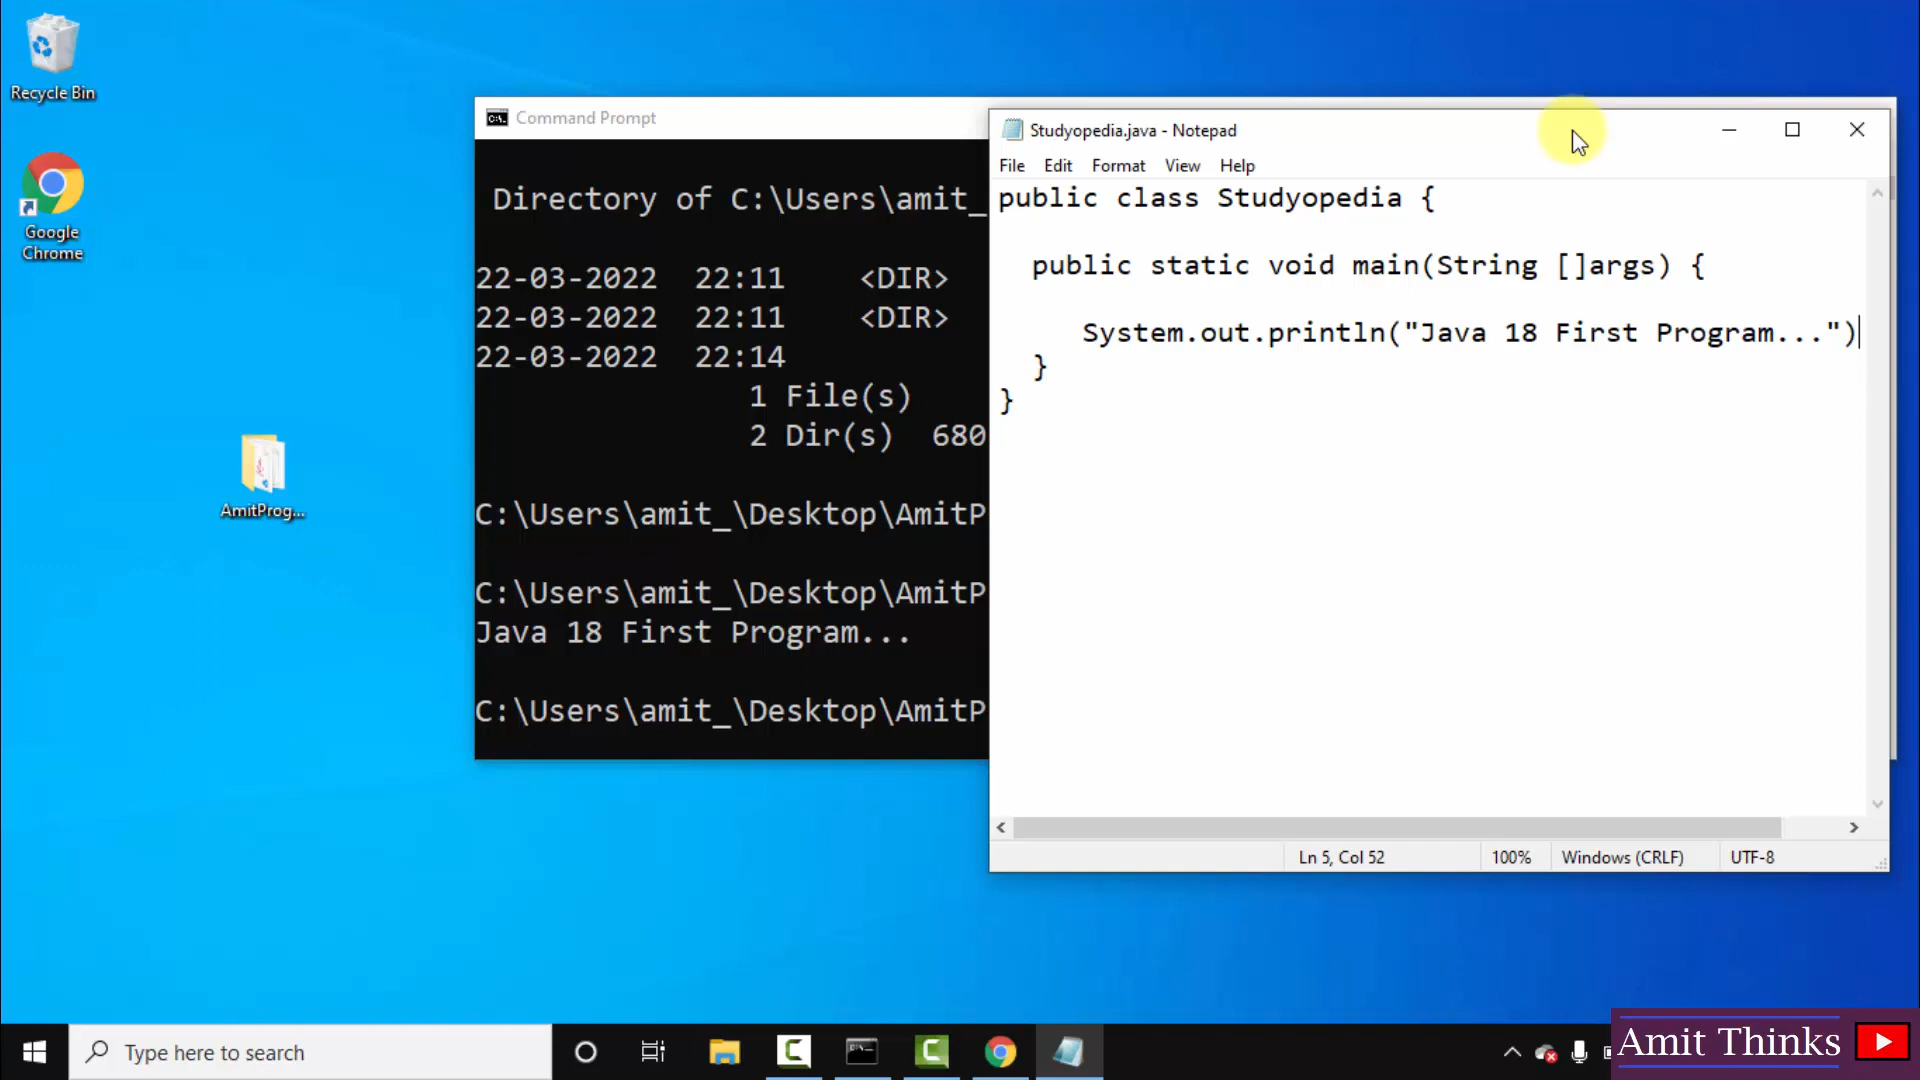 Recycle Bin
Google
Chrome
AmitProg...
Command Prompt
Directory of C:\Users\amit_
22-03-2022  22:11    <DIR>
22-03-2022  22:11    <DIR>
22-03-2022  22:14
1 File(s)
2 Dir(s)  680
C:\Users\amit_\Desktop\AmitP
C:\Users\amit_\Desktop\AmitP
Java 18 First Program...
C:\Users\amit_\Desktop\AmitP
Studyopedia.java - Notepad
File Edit Format View Help
public class Studyopedia {
public static void main(String []args) {
System.out.println("Java 18 First Program...")
}
}
Ln 5, Col 52 100% Windows (CRLF) UTF-8
Type here to search
Amit Thinks